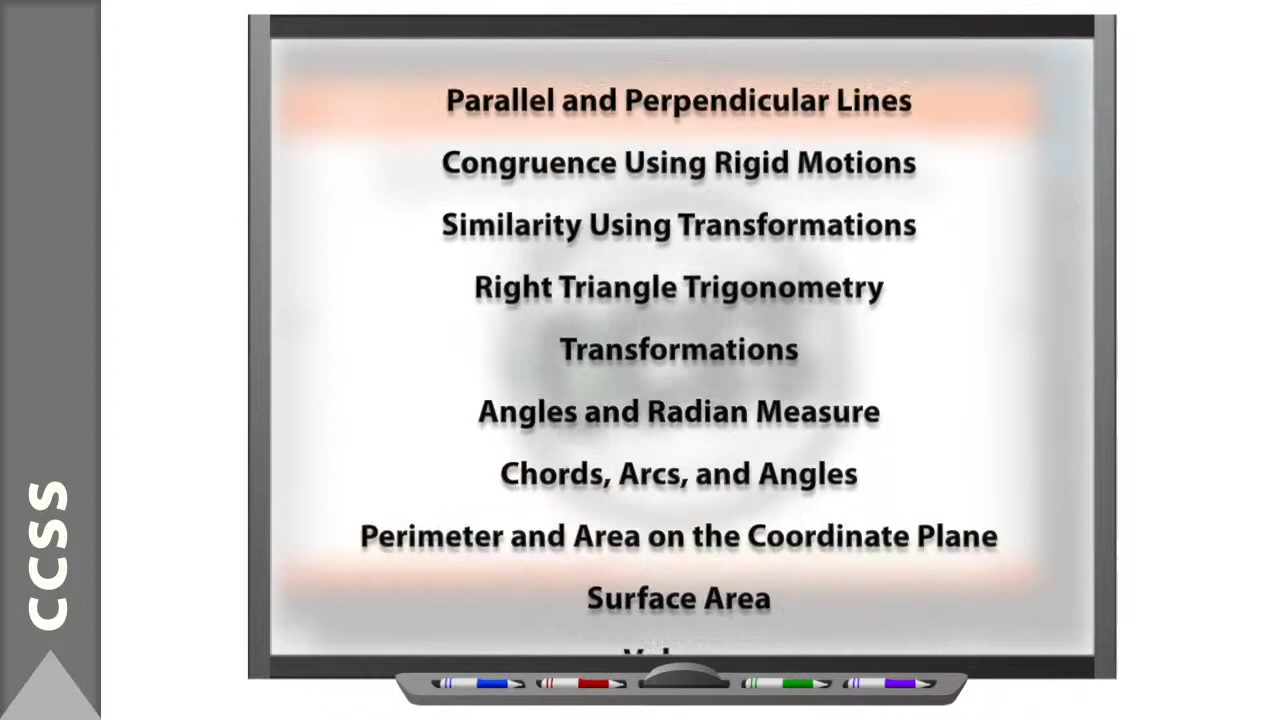 Parallel and Perpendicular Lines
Congruence Using Rigid Motions
Similarity Using Transformations
Right Triangle Trigonometry
Transformations
Angles and Radian Measure
Chords, Arcs, and Angles
Perimeter and Area on the Coordinate Plane
Surface Area
CCSS